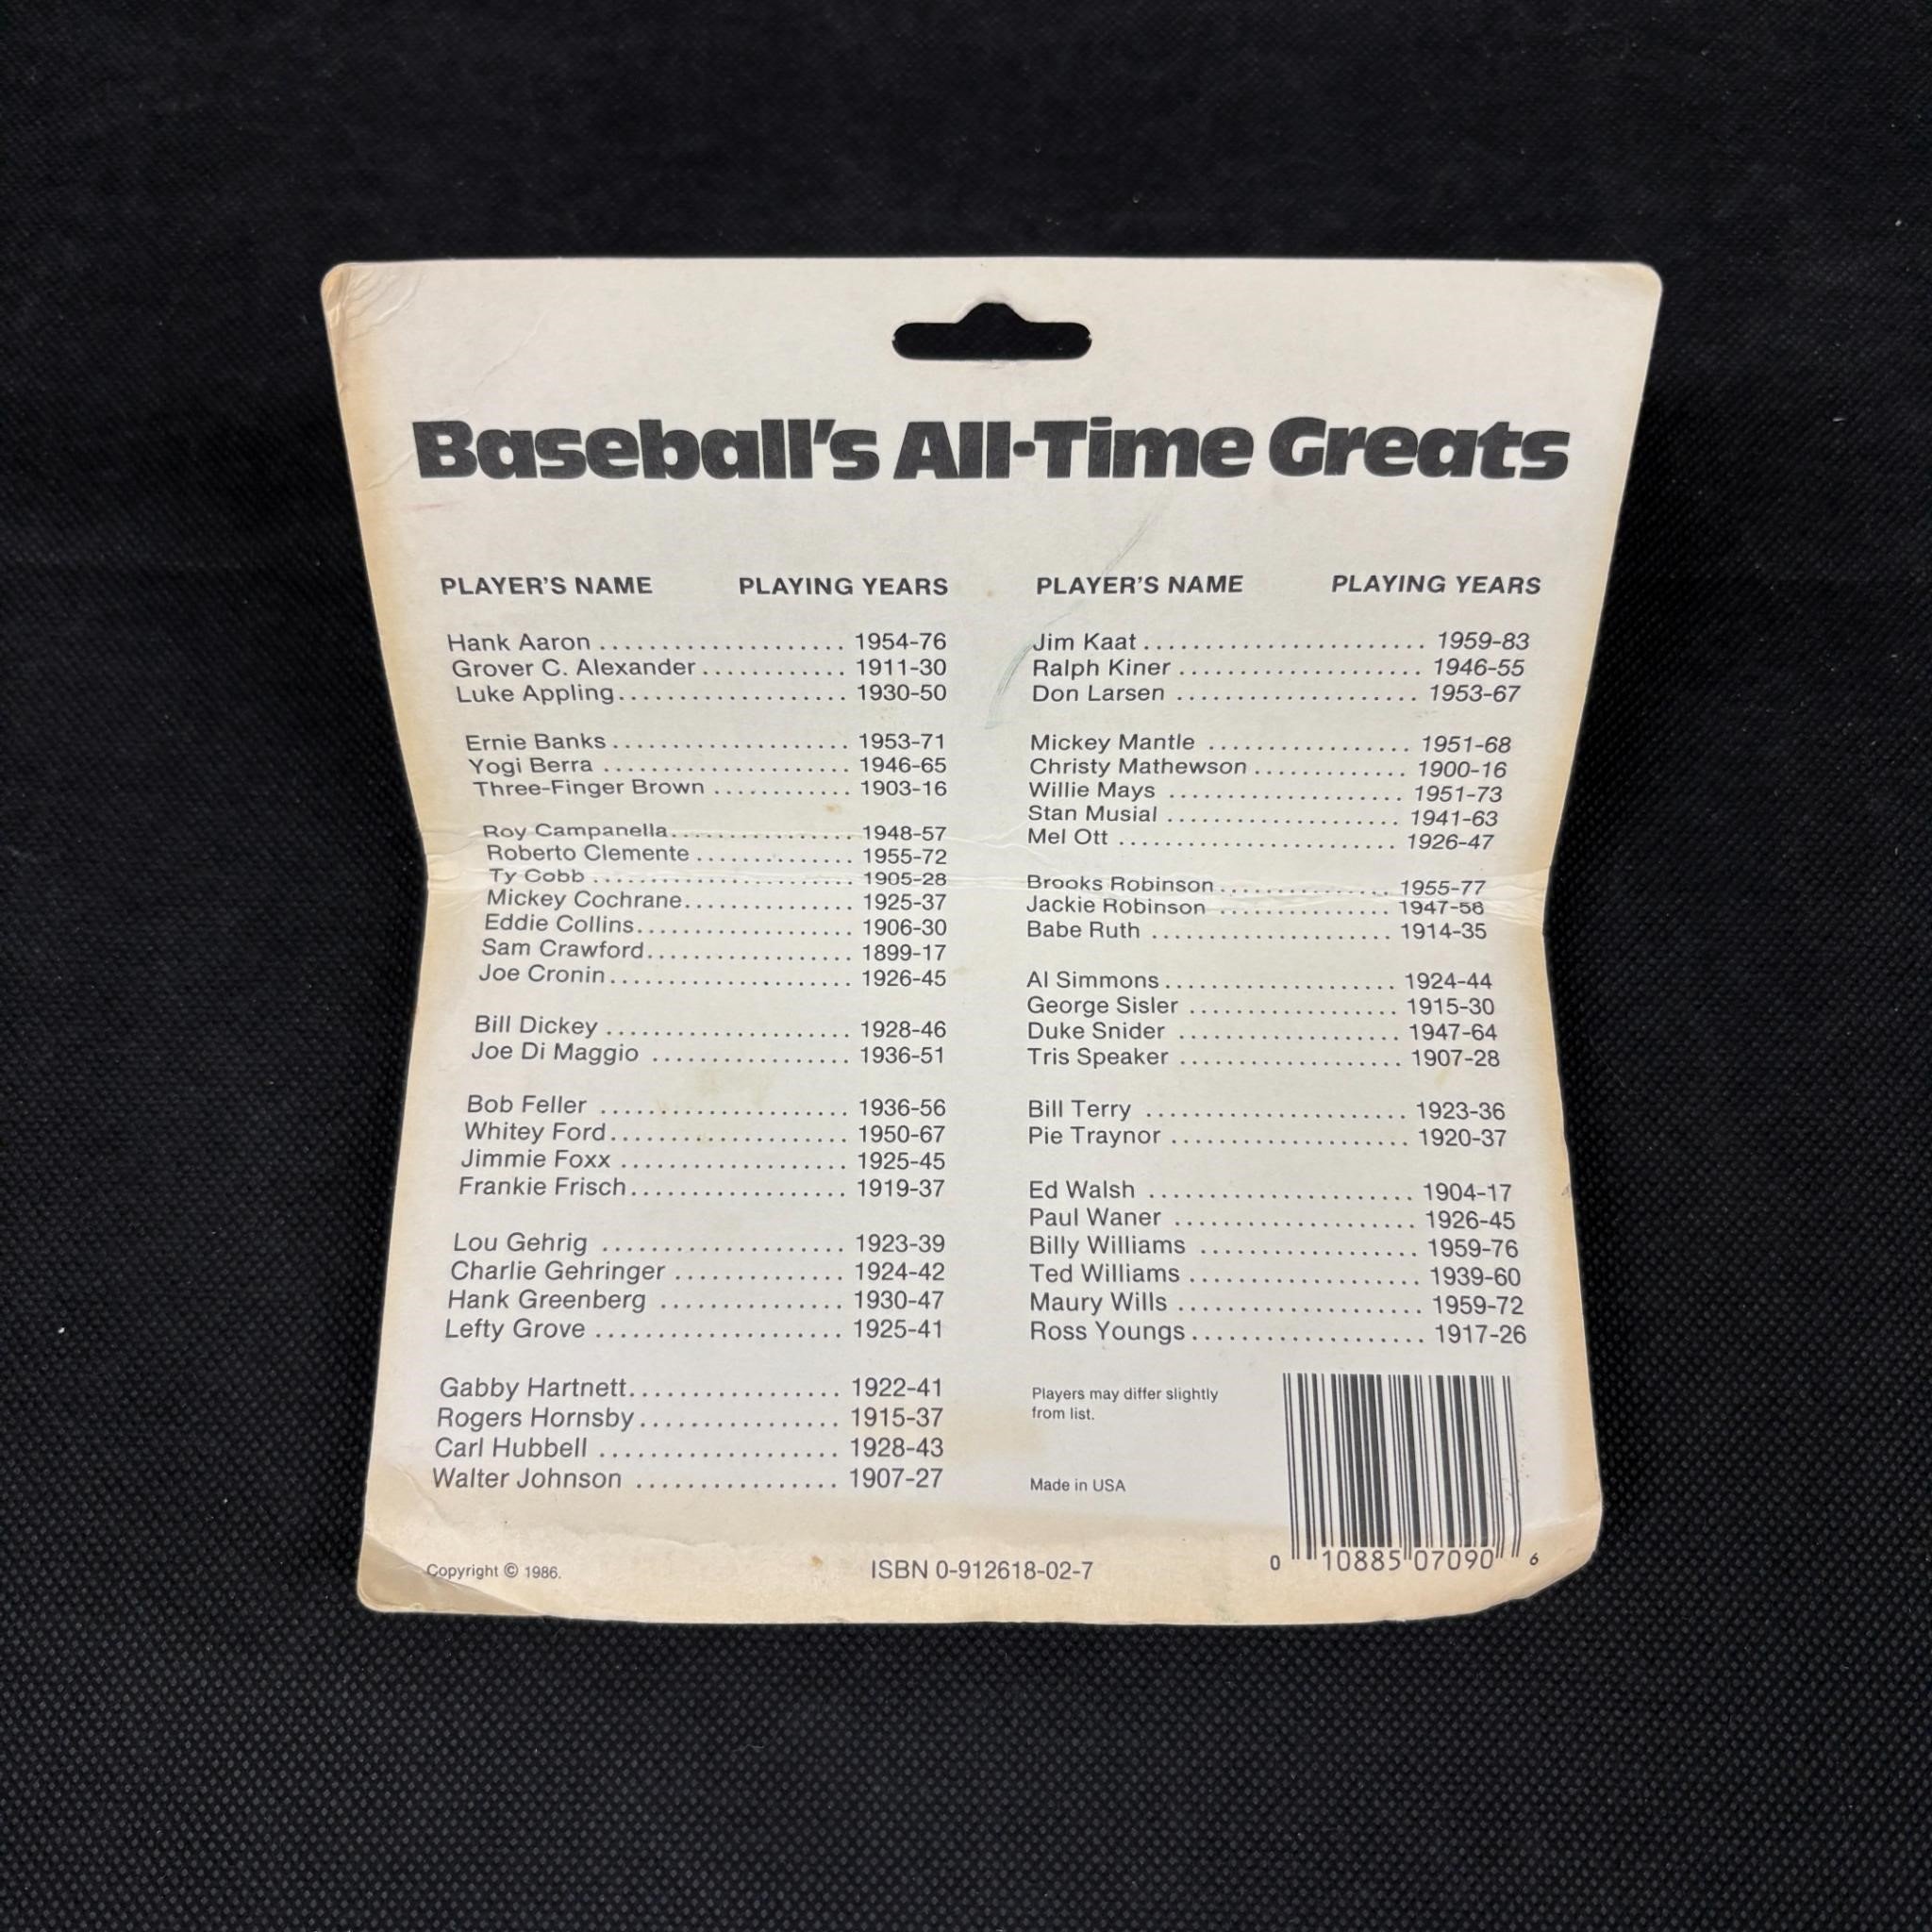 Baseball's All-Time Greats
PLAYER'S NAME PLAYING YEARS
Hank Aaron ..................... 1954-76
Grover C. Alexander ............ 1911-30
Luke Appling ................... 1930-50
Ernie Banks .................... 1953-71
Yogi Berra ..................... 1946-65
Three-Finger Brown ............ 1903-16
Roy Campanella ................ 1948-57
Roberto Clemente .............. 1955-72
Ty Cobb ....................... 1905-28
Mickey Cochrane ............... 1925-37
Eddie Collins .................. 1906-30
Sam Crawford .................. 1899-17
Joe Cronin ..................... 1926-45
Bill Dickey ..................... 1928-46
Joe Di Maggio ................. 1936-51
Bob Feller ..................... 1936-56
Whitey Ford .................... 1950-67
Jimmie Foxx ................... 1925-45
Frankie Frisch .................. 1919-37
Lou Gehrig ..................... 1923-39
Charlie Gehringer .............. 1924-42
Hank Greenberg ................ 1930-47
Lefty Grove ..................... 1925-41
Gabby Hartnett ................. 1922-41
Rogers Hornsby ................ 1915-37
Carl Hubbell .................... 1928-43
Walter Johnson ................ 1907-27
PLAYER'S NAME PLAYING YEARS
Jim Kaat ........................ 1959-83
Ralph Kiner ..................... 1946-55
Don Larsen ..................... 1953-67
Mickey Mantle ................. 1951-68
Christy Mathewson ............. 1900-16
Willie Mays .................... 1951-73
Stan Musial .................... 1941-63
Mel Ott ........................ 1926-47
Brooks Robinson ............... 1955-77
Jackie Robinson ............... 1947-56
Babe Ruth ..................... 1914-35
Al Simmons .................... 1924-44
George Sisler .................. 1915-30
Duke Snider ................... 1947-64
Tris Speaker ................... 1907-28
Bill Terry ....................... 1923-36
Pie Traynor ..................... 1920-37
Ed Walsh ....................... 1904-17
Paul Waner ..................... 1926-45
Billy Williams ................... 1959-76
Ted Williams .................... 1939-60
Maury Wills ..................... 1959-72
Ross Youngs .................... 1917-26
Players may differ slightly
from list.
Made in USA
Copyright © 1986.
ISBN 0-912618-02-7
0 10885 07090 6